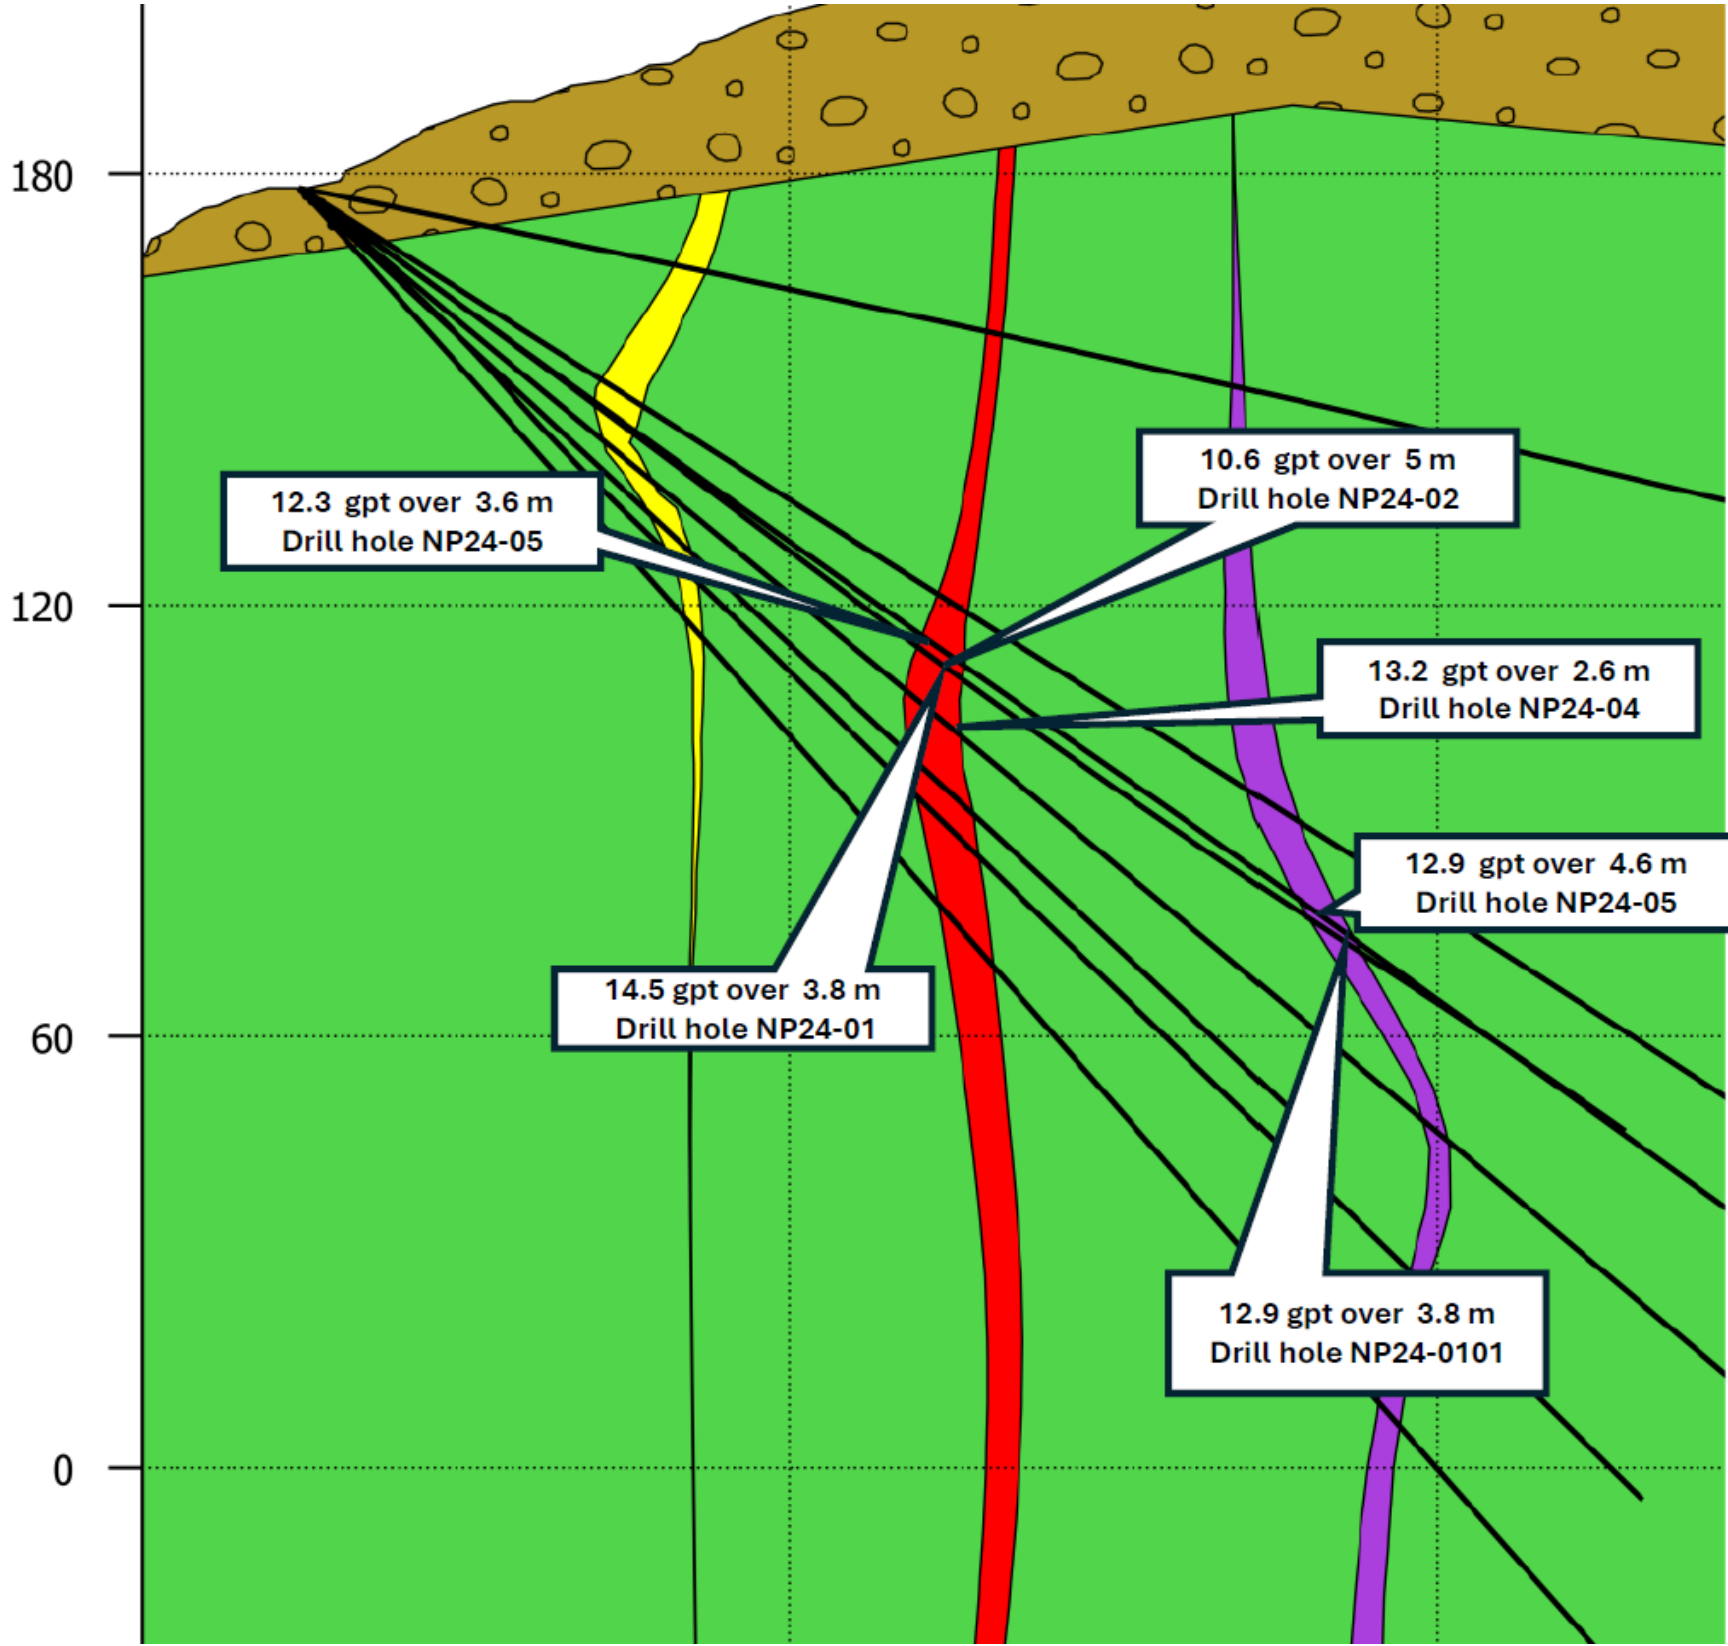 180
10.6 gpt over 5 m
Drill hole NP24-02
12.3 gpt over 3.6 m
Drill hole NP24-05
120
13.2 gpt over 2.6 m
Drill hole NP24-04
12.9 gpt over 4.6 m
Drill hole NP24-05
14.5 gpt over 3.8 m
Drill hole NP24-01
60
12.9 gpt over 3.8 m
Drill hole NP24-0101
0